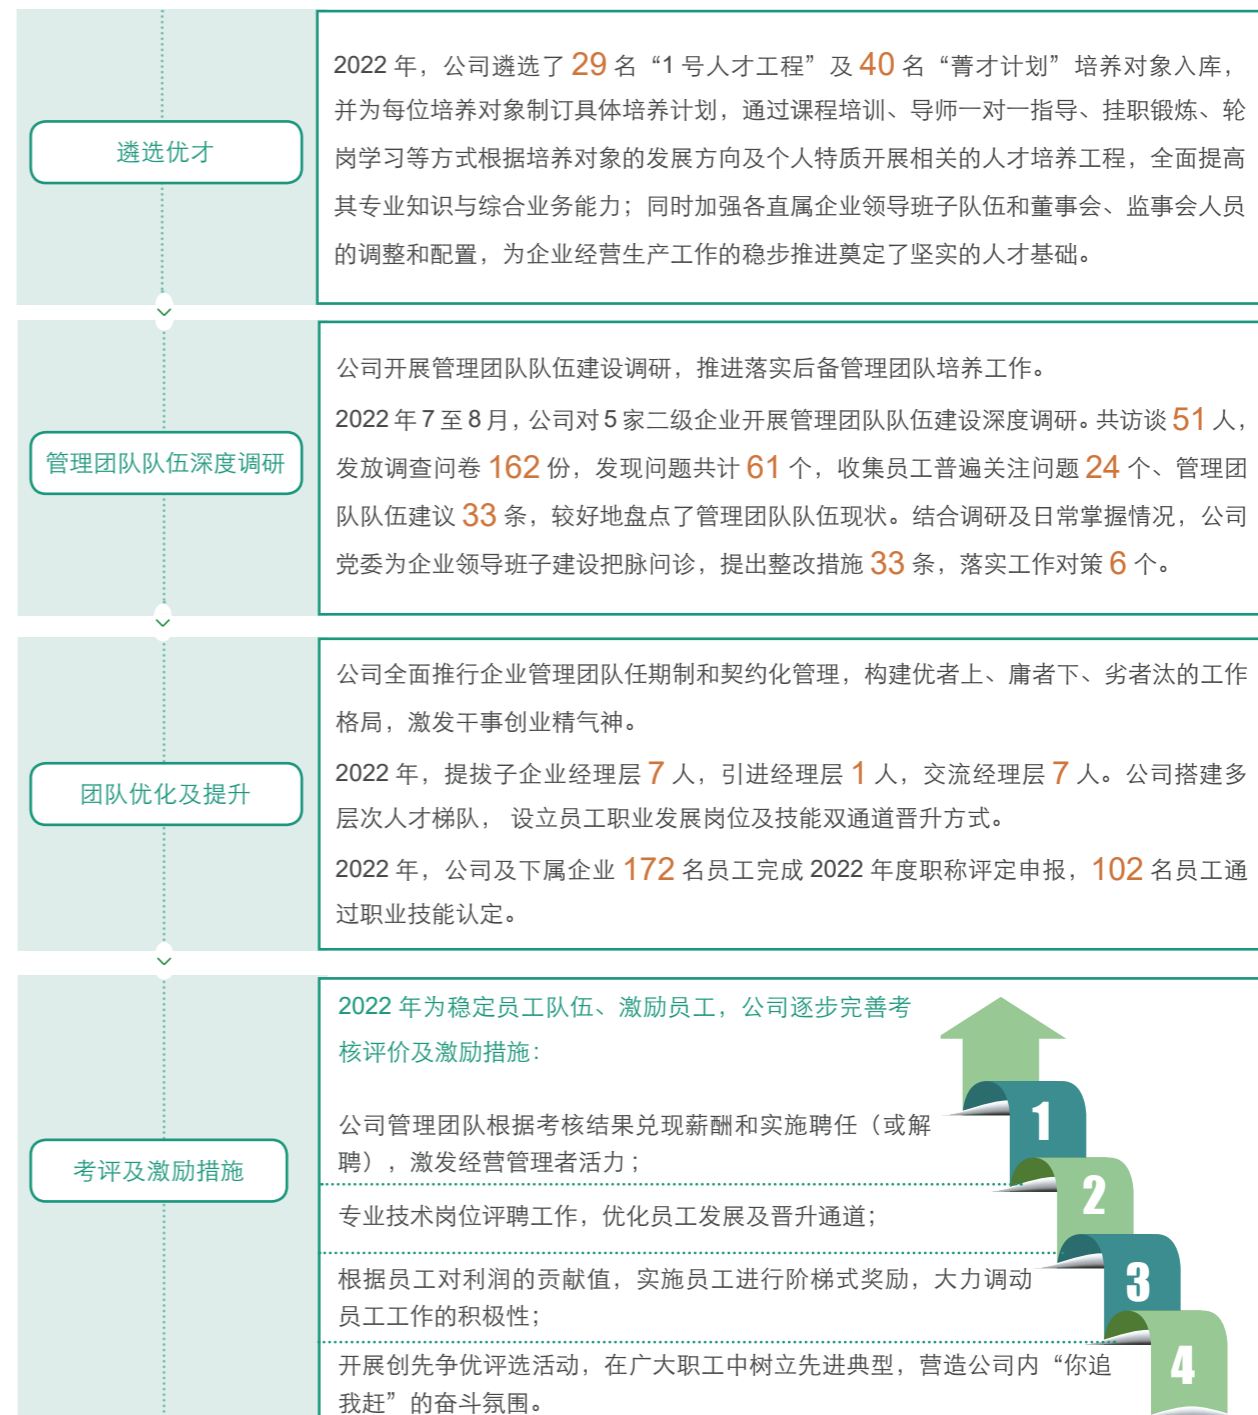 遴选优才
2022 年，公司遴选了 29 名“1 号人才工程”及 40 名“菁才计划”培养对象入库，
并为每位培养对象制订具体培养计划，通过课程培训、导师一对一指导、挂职锻炼、轮
岗学习等方式根据培养对象的发展方向及个人特质开展相关的人才培养工程，全面提高
其专业知识与综合业务能力；同时加强各直属企业领导班子队伍和董事会、监事会人员
的调整和配置，为企业经营生产工作的稳步推进奠定了坚实的人才基础。
管理团队队伍深度调研
公司开展管理团队队伍建设调研，推进落实后备管理团队培养工作。
2022 年 7 至 8 月，公司对 5 家二级企业开展管理团队队伍建设深度调研。共访谈 51 人，
发放调查问卷 162 份，发现问题共计 61 个，收集员工普遍关注问题 24 个、管理团
队队伍建议 33 条，较好地盘点了管理团队队伍现状。结合调研及日常掌握情况，公司
党委为企业领导班子建设把脉问诊，提出整改措施 33 条，落实工作对策 6 个。
团队优化及提升
公司全面推行企业管理团队任期制和契约化管理，构建优者上、庸者下、劣者汰的工作
格局，激发干事创业精气神。
2022 年，提拔子企业经理层 7 人，引进经理层 1 人，交流经理层 7 人。公司搭建多
层次人才梯队， 设立员工职业发展岗位及技能双通道晋升方式。
2022 年，公司及下属企业 172 名员工完成 2022 年度职称评定申报，102 名员工通
过职业技能认定。
考评及激励措施
2022 年为稳定员工队伍、激励员工，公司逐步完善考
核评价及激励措施：
公司管理团队根据考核结果兑现薪酬和实施聘任（或解
聘），激发经营管理者活力；
1
专业技术岗位评聘工作，优化员工发展及晋升通道；
2
根据员工对利润的贡献值，实施员工进行阶梯式奖励，大力调动
员工工作的积极性；
3
开展创先争优评选活动，在广大职工中树立先进典型，营造公司内“你追
我赶”的奋斗氛围。
4